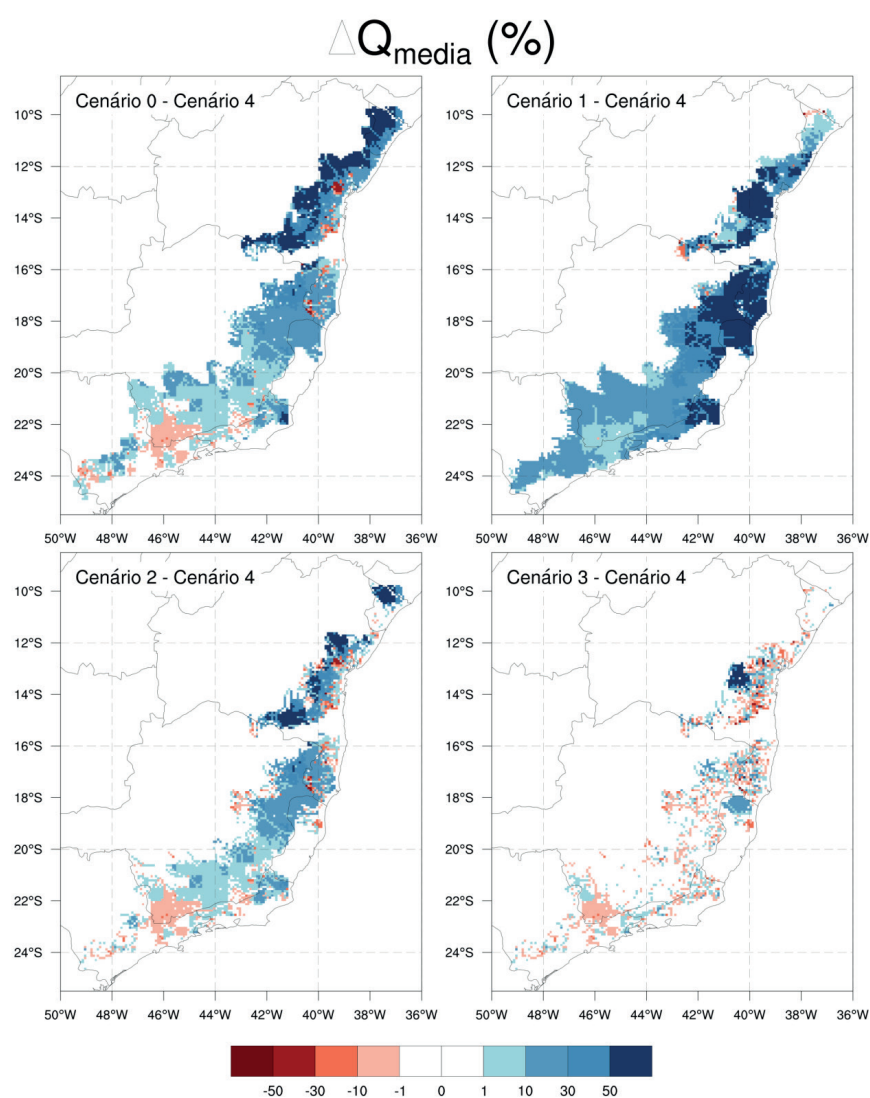 △Q_media (%)
Cenário 0 - Cenário 4
10°S
12°S
14°S
16°S
18°S
20°S
22°S
24°S
50°W 48°W 46°W 44°W 42°W 40°W 38°W 36°W
Cenário 1 - Cenário 4
10°S
12°S
14°S
16°S
18°S
20°S
22°S
24°S
50°W 48°W 46°W 44°W 42°W 40°W 38°W 36°W
Cenário 2 - Cenário 4
10°S
12°S
14°S
16°S
18°S
20°S
22°S
24°S
50°W 48°W 46°W 44°W 42°W 40°W 38°W 36°W
Cenário 3 - Cenário 4
10°S
12°S
14°S
16°S
18°S
20°S
22°S
24°S
50°W 48°W 46°W 44°W 42°W 40°W 38°W 36°W
-50 -30 -10 -1 0 1 10 30 50